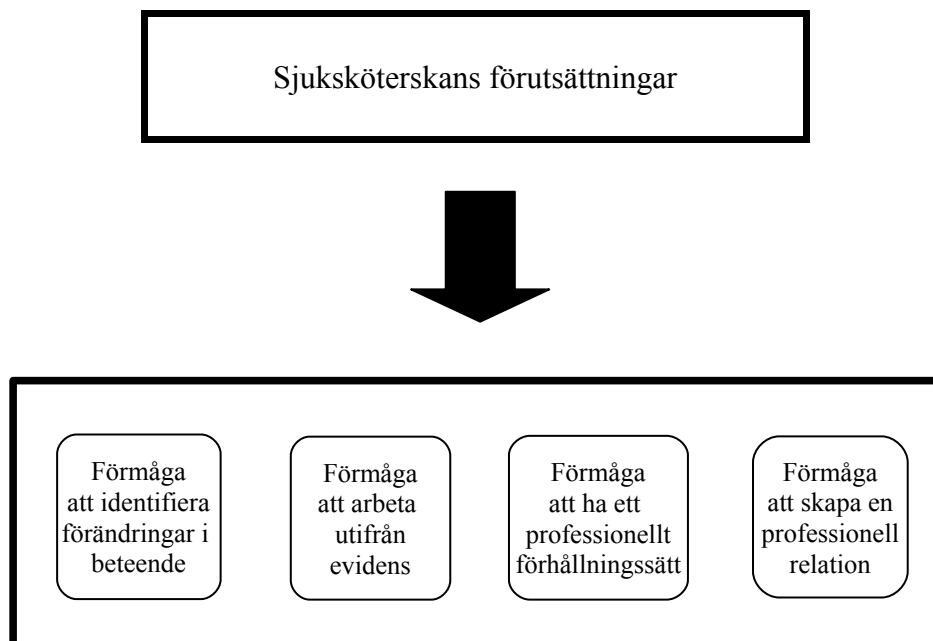 Sjuksköterskans förutsättningar
Förmåga
att identifiera
förändringar i
beteende
Förmåga
att arbeta
utifrån
evidens
Förmåga
att ha ett
professionellt
förhållningssätt
Förmåga
att skapa en
professionell
relation